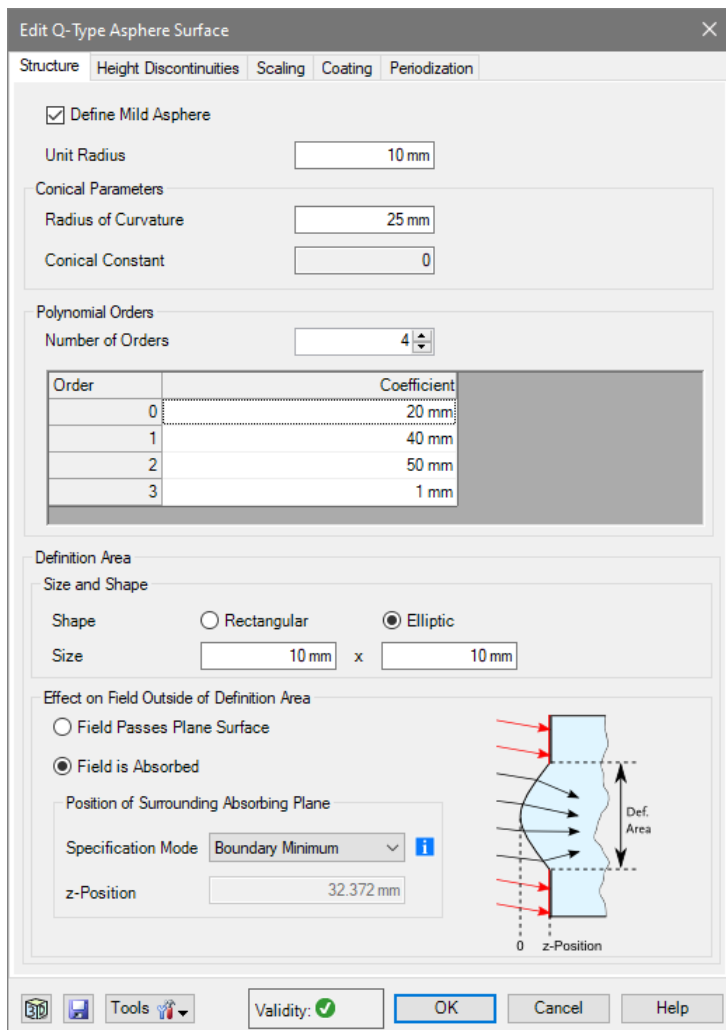 Edit Q-Type Asphere Surface
Structure Height Discontinuities Scaling Coating Periodization
Define Mild Asphere
Unit Radius 10 mm
Conical Parameters
Radius of Curvature 25 mm
Conical Constant 0
Polynomial Orders
Number of Orders 4
Order Coefficient
0 20 mm
1 40 mm
2 50 mm
3 1 mm
Definition Area
Size and Shape
Shape Rectangular Elliptic
Size 10 mm x 10 mm
Effect on Field Outside of Definition Area
Field Passes Plane Surface
Field is Absorbed
Position of Surrounding Absorbing Plane
Specification Mode Boundary Minimum i
z-Position 32.372 mm
Def.
Area
0 z-Position
3D Tools Validity: OK Cancel Help